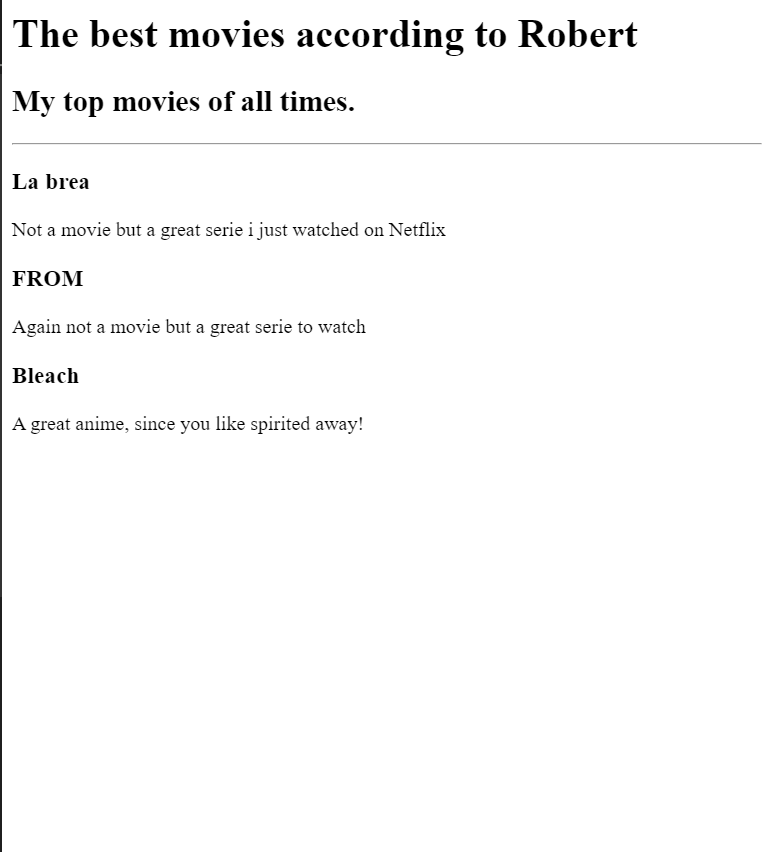 The best movies according to Robert
My top movies of all times.
La brea
Not a movie but a great serie i just watched on Netflix
FROM
Again not a movie but a great serie to watch
Bleach
A great anime, since you like spirited away!